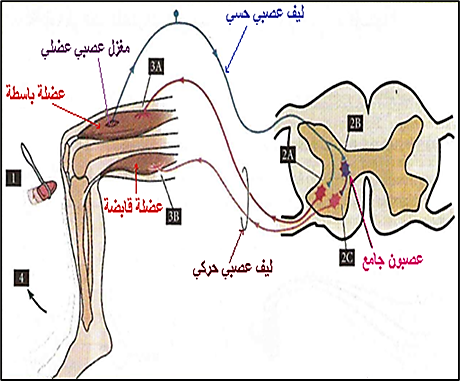 ليف عصبي حسي
مغزل عصبي عضلي
3A
عضلة باسطة
2B
2A
1
عضلة قابضة
3B
ليف عصبي حركي
2C
عصبون جامع
4